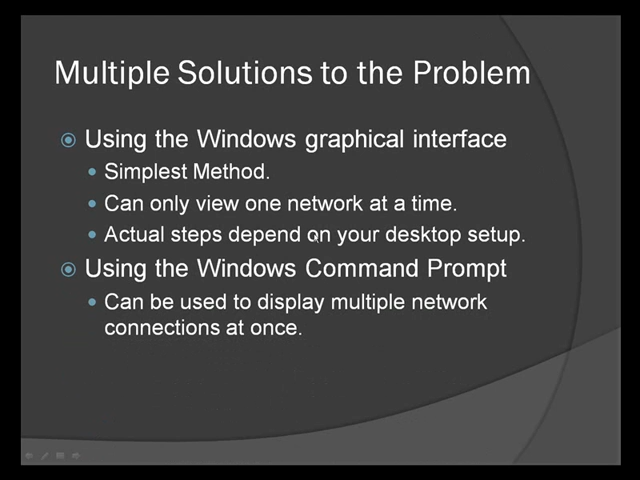 Multiple Solutions to the Problem
Using the Windows graphical interface
Simplest Method.
Can only view one network at a time.
Actual steps depend on your desktop setup.
Using the Windows Command Prompt
Can be used to display multiple network
connections at once.